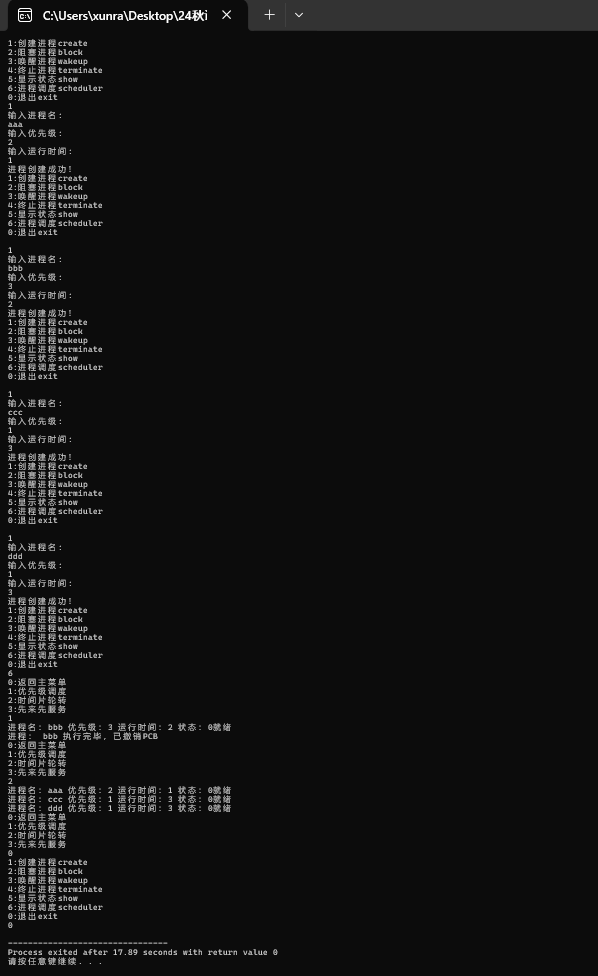 C:\Users\xunra\Desktop\24秋\
1:创建进程create
2:阻塞进程block
3:唤醒进程wakeup
4:终止进程terminate
5:显示状态show
6:进程调度scheduler
0:退出exit
1
输入进程名:
aaa
输入优先级:
2
输入运行时间:
1
进程创建成功!
1:创建进程create
2:阻塞进程block
3:唤醒进程wakeup
4:终止进程terminate
5:显示状态show
6:进程调度scheduler
0:退出exit
1
输入进程名:
bbb
输入优先级:
3
输入运行时间:
2
进程创建成功!
1:创建进程create
2:阻塞进程block
3:唤醒进程wakeup
4:终止进程terminate
5:显示状态show
6:进程调度scheduler
0:退出exit
1
输入进程名:
ccc
输入优先级:
1
输入运行时间:
3
进程创建成功!
1:创建进程create
2:阻塞进程block
3:唤醒进程wakeup
4:终止进程terminate
5:显示状态show
6:进程调度scheduler
0:退出exit
1
输入进程名:
ddd
输入优先级:
1
输入运行时间:
3
进程创建成功!
1:创建进程create
2:阻塞进程block
3:唤醒进程wakeup
4:终止进程terminate
5:显示状态show
6:进程调度scheduler
0:退出exit
6
0:返回主菜单
1:优先级调度
2:时间片轮转
3:先来先服务
1
进程名: bbb 优先级: 3 运行时间: 2 状态: 0就绪
进程: bbb 执行完毕, 已撤销PCB
0:返回主菜单
1:优先级调度
2:时间片轮转
3:先来先服务
2
进程名: aaa 优先级: 2 运行时间: 1 状态: 0就绪
进程名: ccc 优先级: 1 运行时间: 3 状态: 0就绪
进程名: ddd 优先级: 1 运行时间: 3 状态: 0就绪
0:返回主菜单
1:优先级调度
2:时间片轮转
3:先来先服务
0
1:创建进程create
2:阻塞进程block
3:唤醒进程wakeup
4:终止进程terminate
5:显示状态show
6:进程调度scheduler
0:退出exit
0
--------------------------------
Process exited after 17.89 seconds with return value 0
请按任意键继续. . .